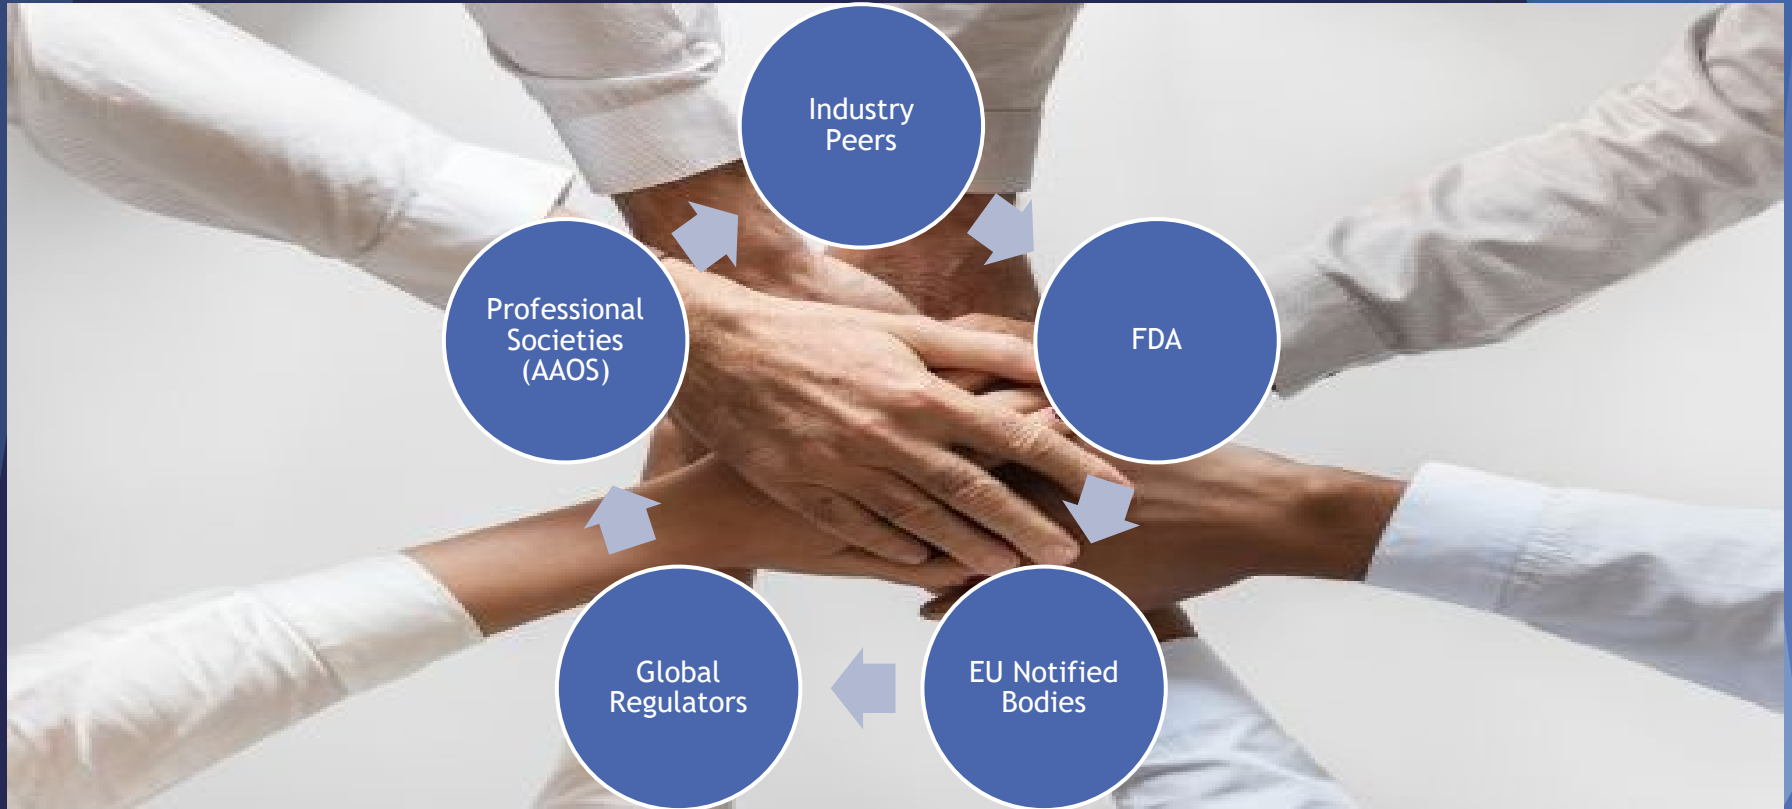 Industry
Peers
FDA
EU Notified
Bodies
Global
Regulators
Professional
Societies
(AAOS)